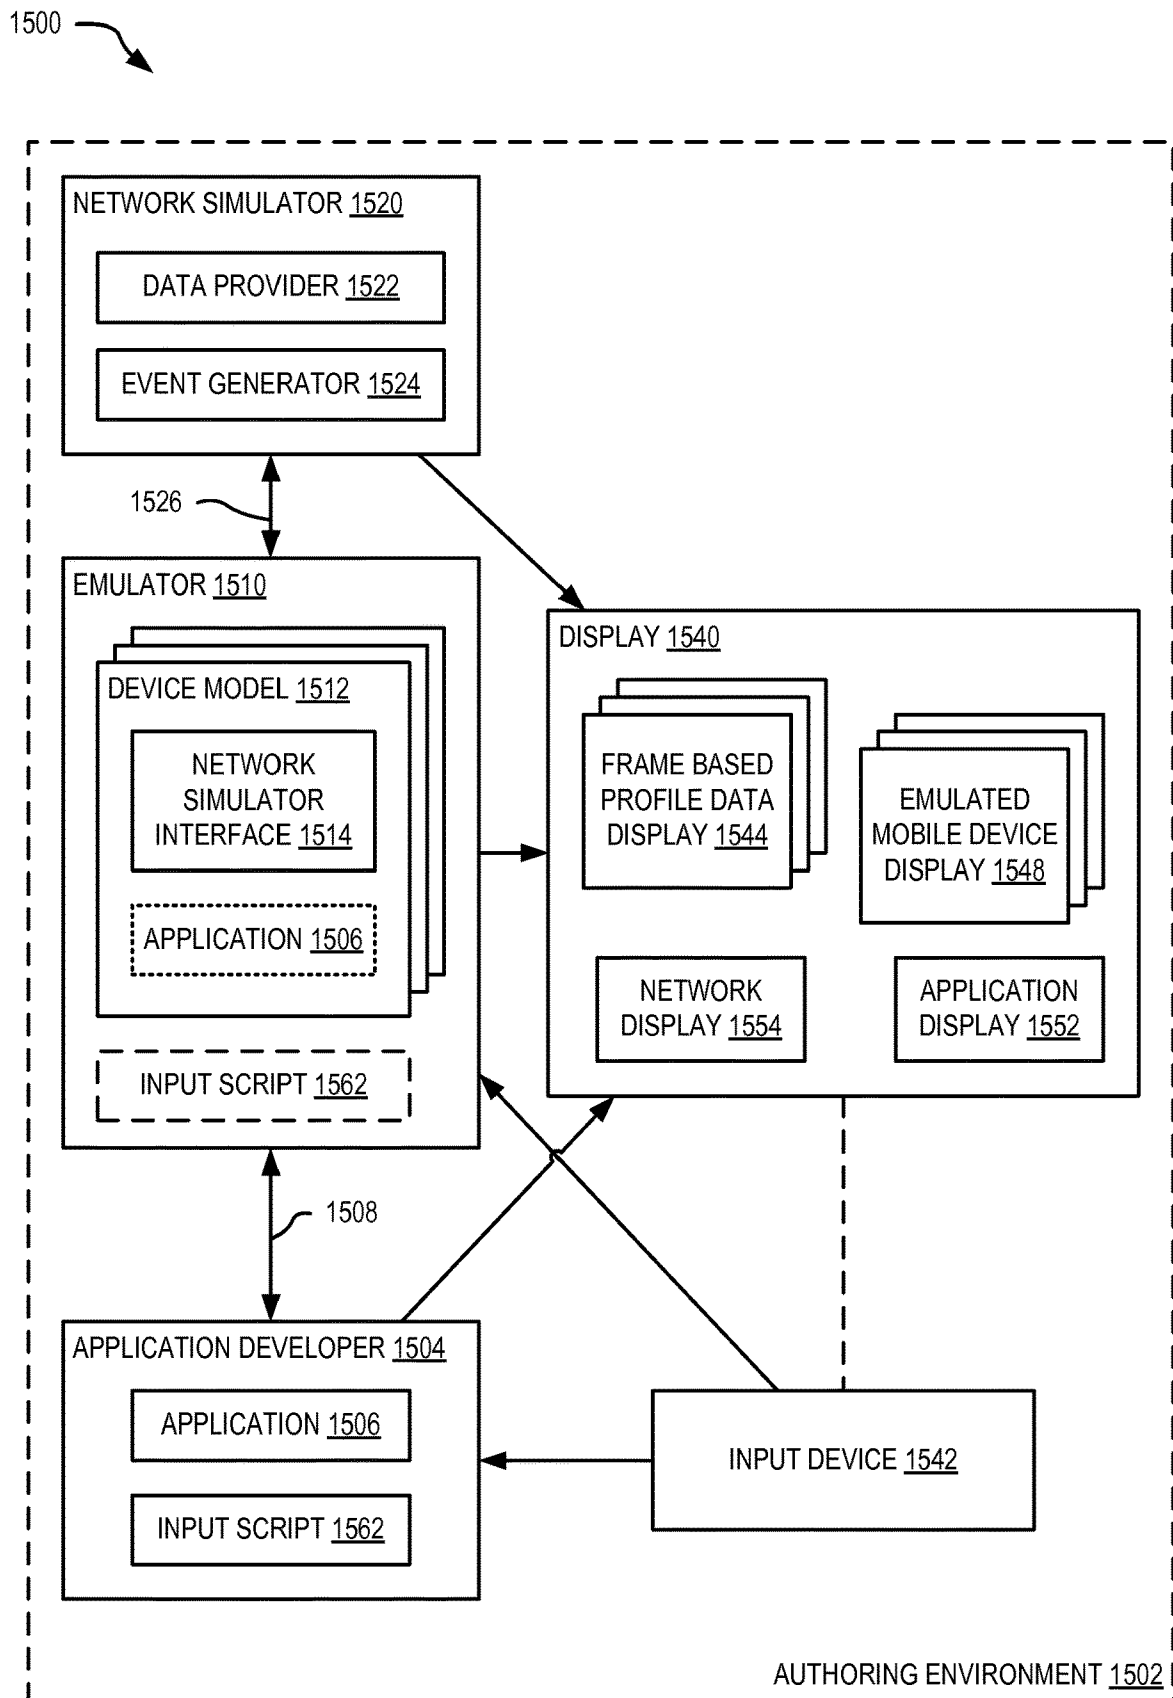 1500
NETWORK SIMULATOR 1520
DATA PROVIDER 1522
EVENT GENERATOR 1524
1526
EMULATOR 1510
DEVICE MODEL 1512
NETWORK
SIMULATOR
INTERFACE 1514
APPLICATION 1506
INPUT SCRIPT 1562
DISPLAY 1540
FRAME BASED
PROFILE DATA
DISPLAY 1544
EMULATED
MOBILE DEVICE
DISPLAY 1548
NETWORK
DISPLAY 1554
APPLICATION
DISPLAY 1552
1508
APPLICATION DEVELOPER 1504
APPLICATION 1506
INPUT SCRIPT 1562
INPUT DEVICE 1542
AUTHORING ENVIRONMENT 1502